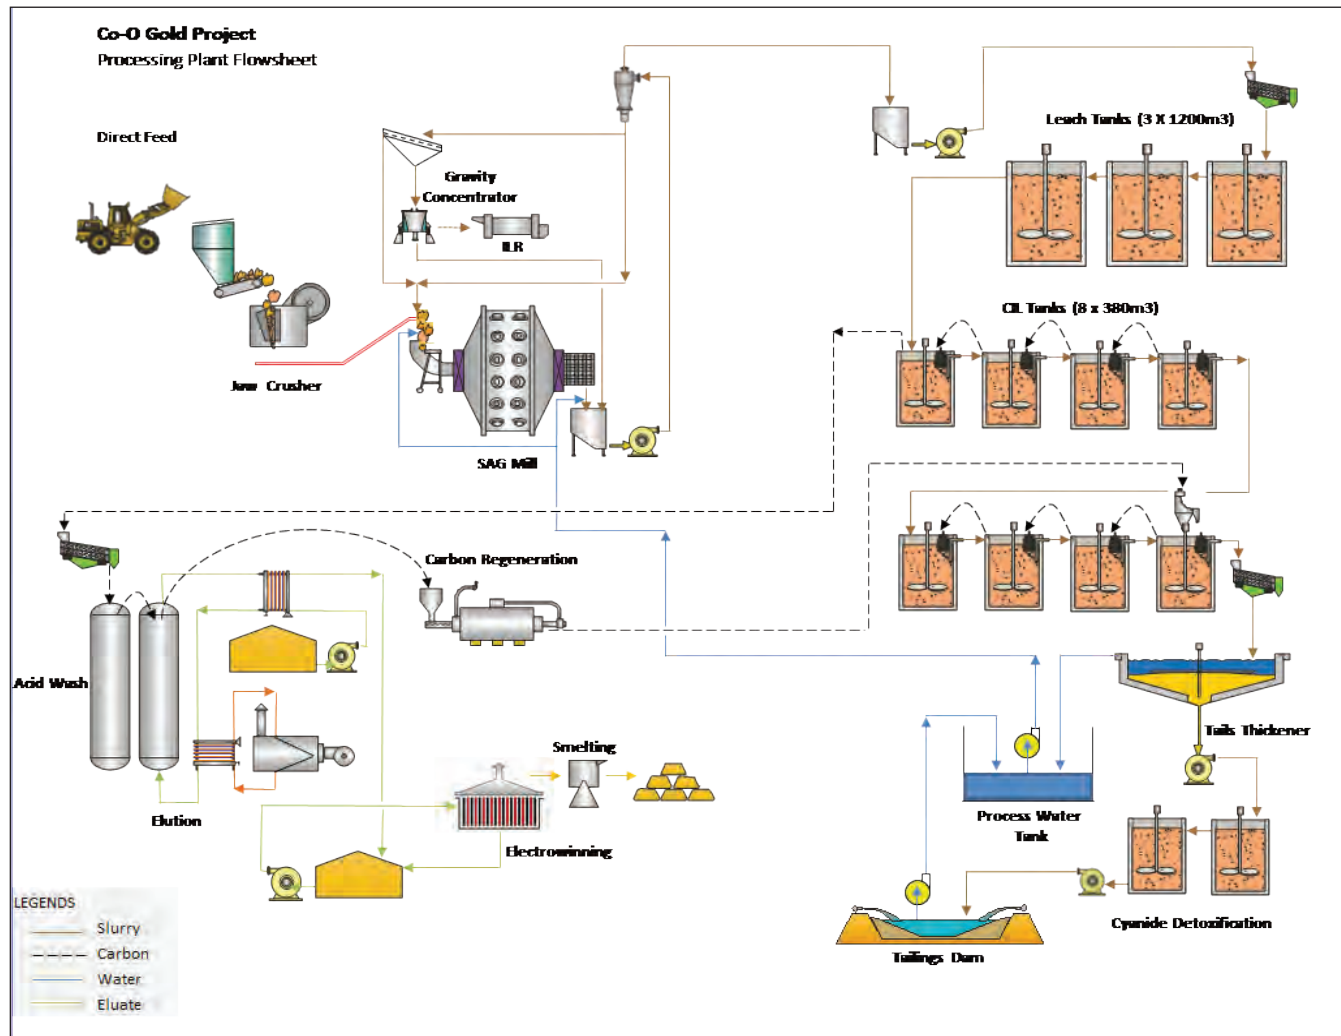 Co-O Gold Project
Processing Plant Flowsheet
Direct Feed
Leach Tanks (3 X 1200m3)
Gravity
Concentrator
ILR
CIL Tanks (8 x 380m3)
Jaw Crusher
SAG Mill
Carbon Regeneration
Acid Wash
Tails Thickener
Smelting
Process Water
Tank
Elution
Electrowinning
Cyanide Detoxification
Tailings Dam
LEGENDS
Slurry
Carbon
Water
Eluate